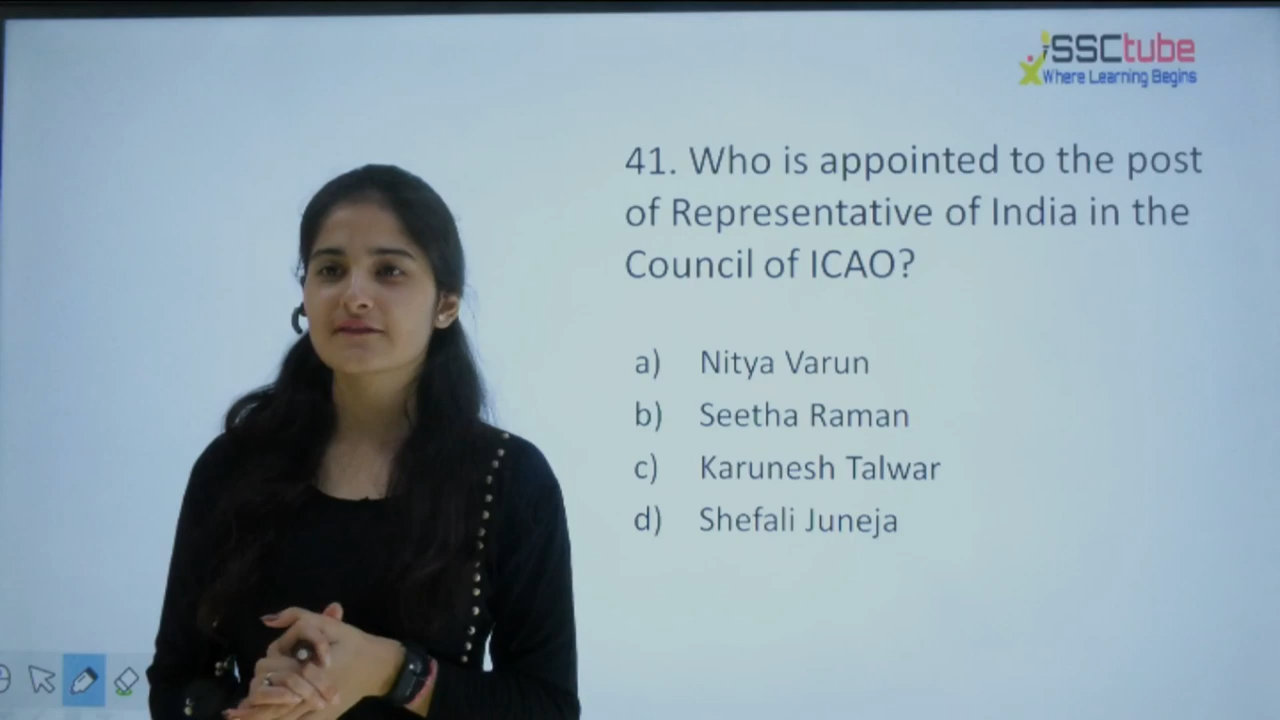 SSCtube
Where Learning Begins
41. Who is appointed to the post
of Representative of India in the
Council of ICAO?
a) Nitya Varun
b) Seetha Raman
c) Karunesh Talwar
d) Shefali Juneja